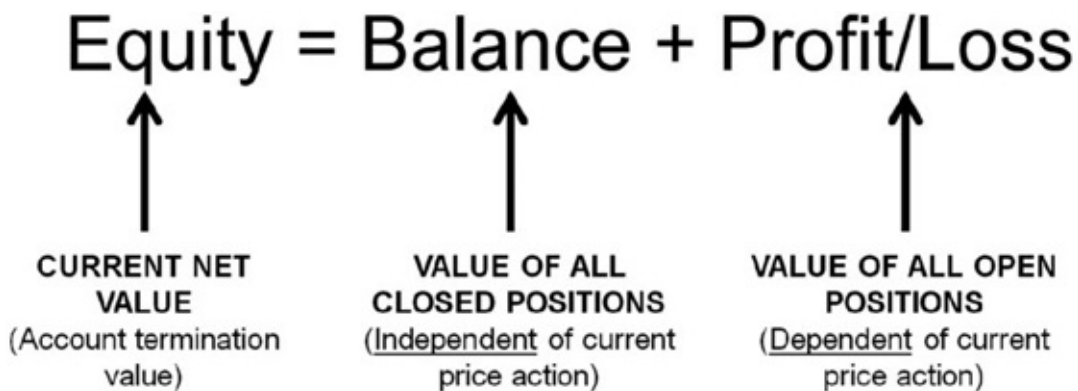 Equity = Balance + Profit/Loss
CURRENT NET
VALUE
(Account termination
value)
VALUE OF ALL
CLOSED POSITIONS
(Independent of current
price action)
VALUE OF ALL OPEN
POSITIONS
(Dependent of current
price action)